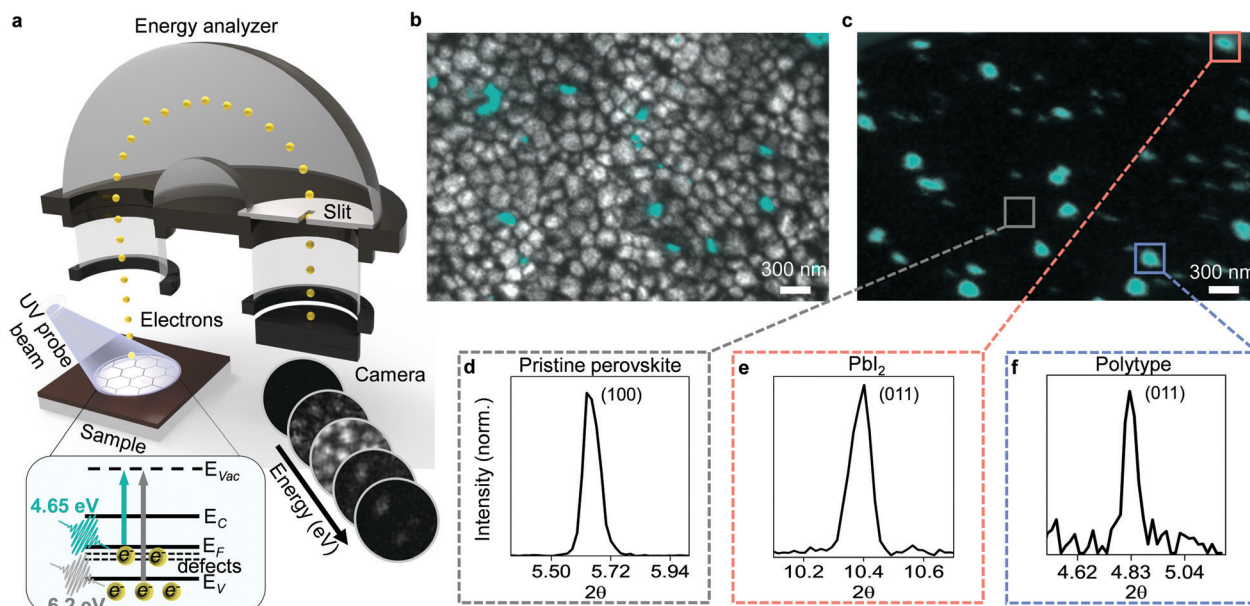 a
Energy analyzer
Slit
Electrons
UV probe
beam
Sample
Camera
Energy (eV)
E_Vac
4.65 eV
E_C
E_F
e⁻ e⁻
defects
E_V
e⁻ e⁻ e⁻ e⁻
6.2 eV
b
300 nm
c
300 nm
d
Pristine perovskite
(100)
Intensity (norm.)
5.50 5.72 5.94
2θ
e
PbI₂
(011)
10.2 10.4 10.6
2θ
f
Polytype
(011)
4.62 4.83 5.04
2θ